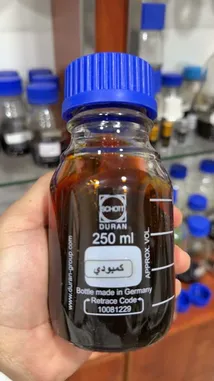 SCHOTT
DURAN
250 ml
كمبودي
Bottle made in Germany
Retrace Code
10081229
www.duran-group.com
APPROX. VOL.